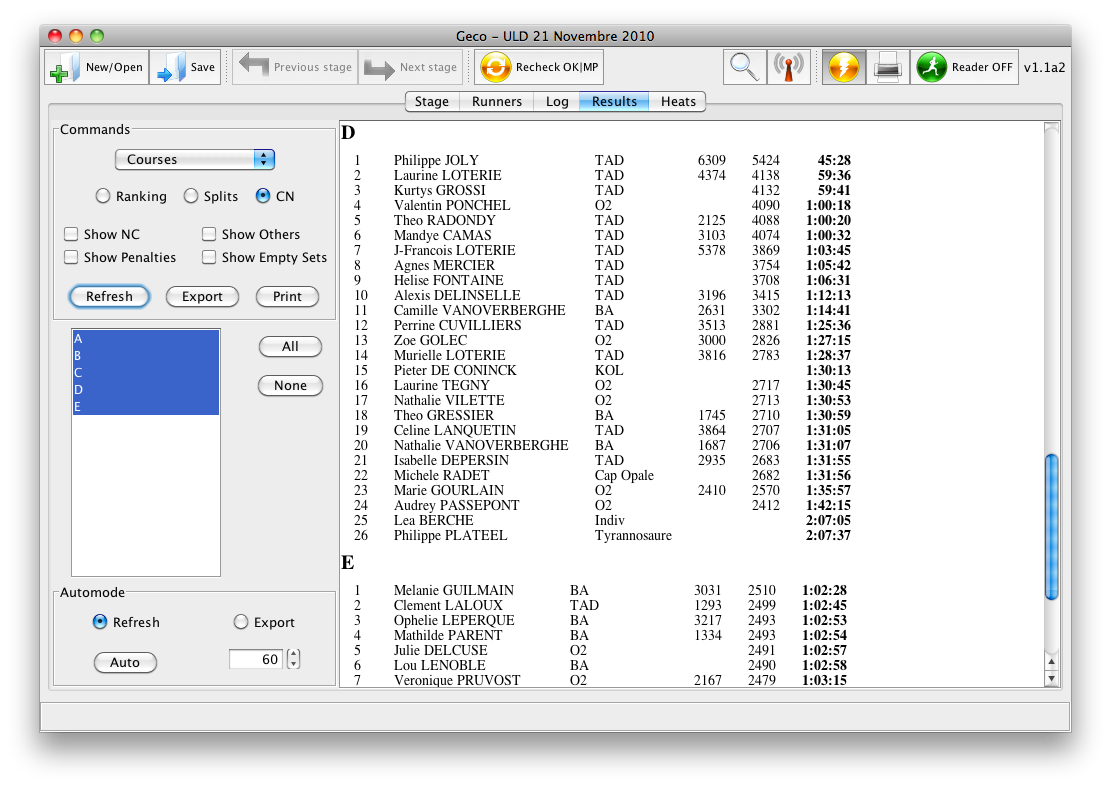 Geco - ULD 21 Novembre 2010
New/Open Save Previous stage Next stage Recheck OK|MP Reader OFF v1.1a2
Stage Runners Log Results Heats
Commands
Courses
Ranking Splits CN
Show NC Show Others
Show Penalties Show Empty Sets
Refresh Export Print
A
B
C
D
E
All
None
Automode
Refresh Export
Auto 60
D
1 Philippe JOLY TAD 6309 5424 45:28
2 Laurine LOTERIE TAD 4374 4138 59:36
3 Kurtys GROSSI TAD 4132 59:41
4 Valentin PONCHEL O2 4090 1:00:18
5 Theo RADONDY TAD 2125 4088 1:00:20
6 Mandye CAMAS TAD 3103 4074 1:00:32
7 J-Francois LOTERIE TAD 5378 3869 1:03:45
8 Agnes MERCIER TAD 3754 1:05:42
9 Helise FONTAINE TAD 3708 1:06:31
10 Alexis DELINSELLE TAD 3196 3415 1:12:13
11 Camille VANOVERBERGHE BA 2631 3302 1:14:41
12 Perrine CUVILLIERS TAD 3513 2881 1:25:36
13 Zoe GOLEC O2 3000 2826 1:27:15
14 Murielle LOTERIE TAD 3816 2783 1:28:37
15 Pieter DE CONINCK KOL 1:30:13
16 Laurine TEGNY O2 2717 1:30:45
17 Nathalie VILETTE O2 2713 1:30:53
18 Theo GRESSIER BA 1745 2710 1:30:59
19 Celine LANQUETIN TAD 3864 2707 1:31:05
20 Nathalie VANOVERBERGHE BA 1687 2706 1:31:07
21 Isabelle DEPERSIN TAD 2935 2683 1:31:55
22 Michele RADET Cap Opale 2682 1:31:56
23 Marie GOURLAIN O2 2410 2570 1:35:57
24 Audrey PASSEPONT O2 2412 1:42:15
25 Lea BERCHE Indiv 2:07:05
26 Philippe PLATEEL Tyrannosaure 2:07:37
E
1 Melanie GUILMAIN BA 3031 2510 1:02:28
2 Clement LALOUX TAD 1293 2499 1:02:45
3 Ophelie LEPERQUE BA 3217 2493 1:02:53
4 Mathilde PARENT BA 1334 2493 1:02:54
5 Julie DELCUSE O2 2491 1:02:57
6 Lou LENOBLE BA 2490 1:02:58
7 Veronique PRUVOST O2 2167 2479 1:03:15